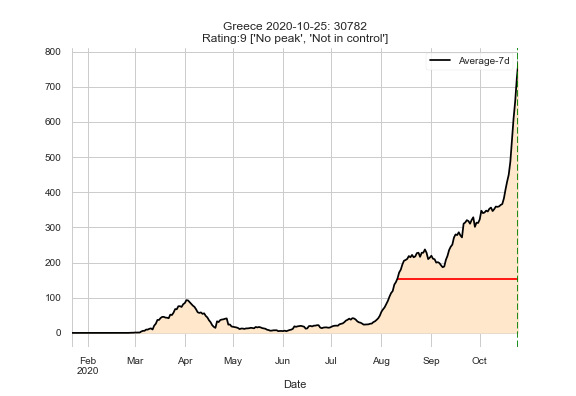 Greece 2020-10-25: 30782
Rating:9 ['No peak', 'Not in control']
Average-7d
800
700
600
500
400
300
200
100
0
Feb Mar Apr May Jun Jul Aug Sep Oct
2020
Date